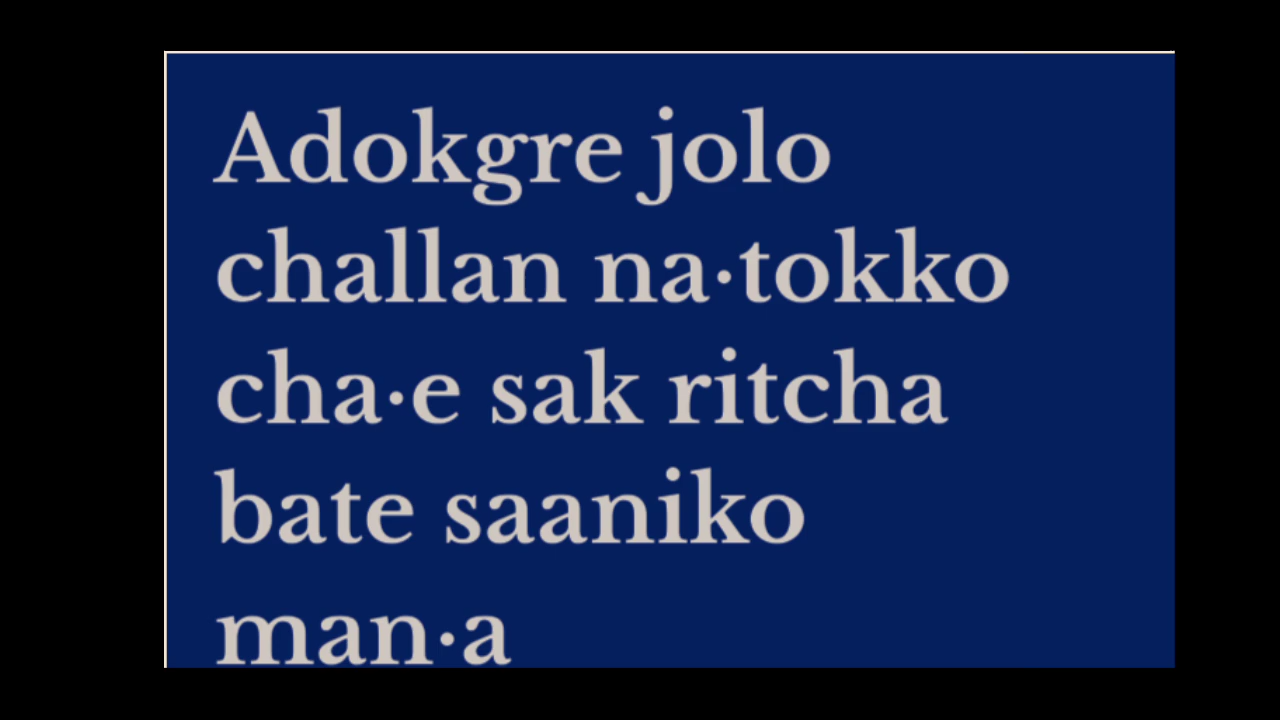 Adokgre jolo
challan na·tokko
cha·e sak ritcha
bate saaniko
man·a